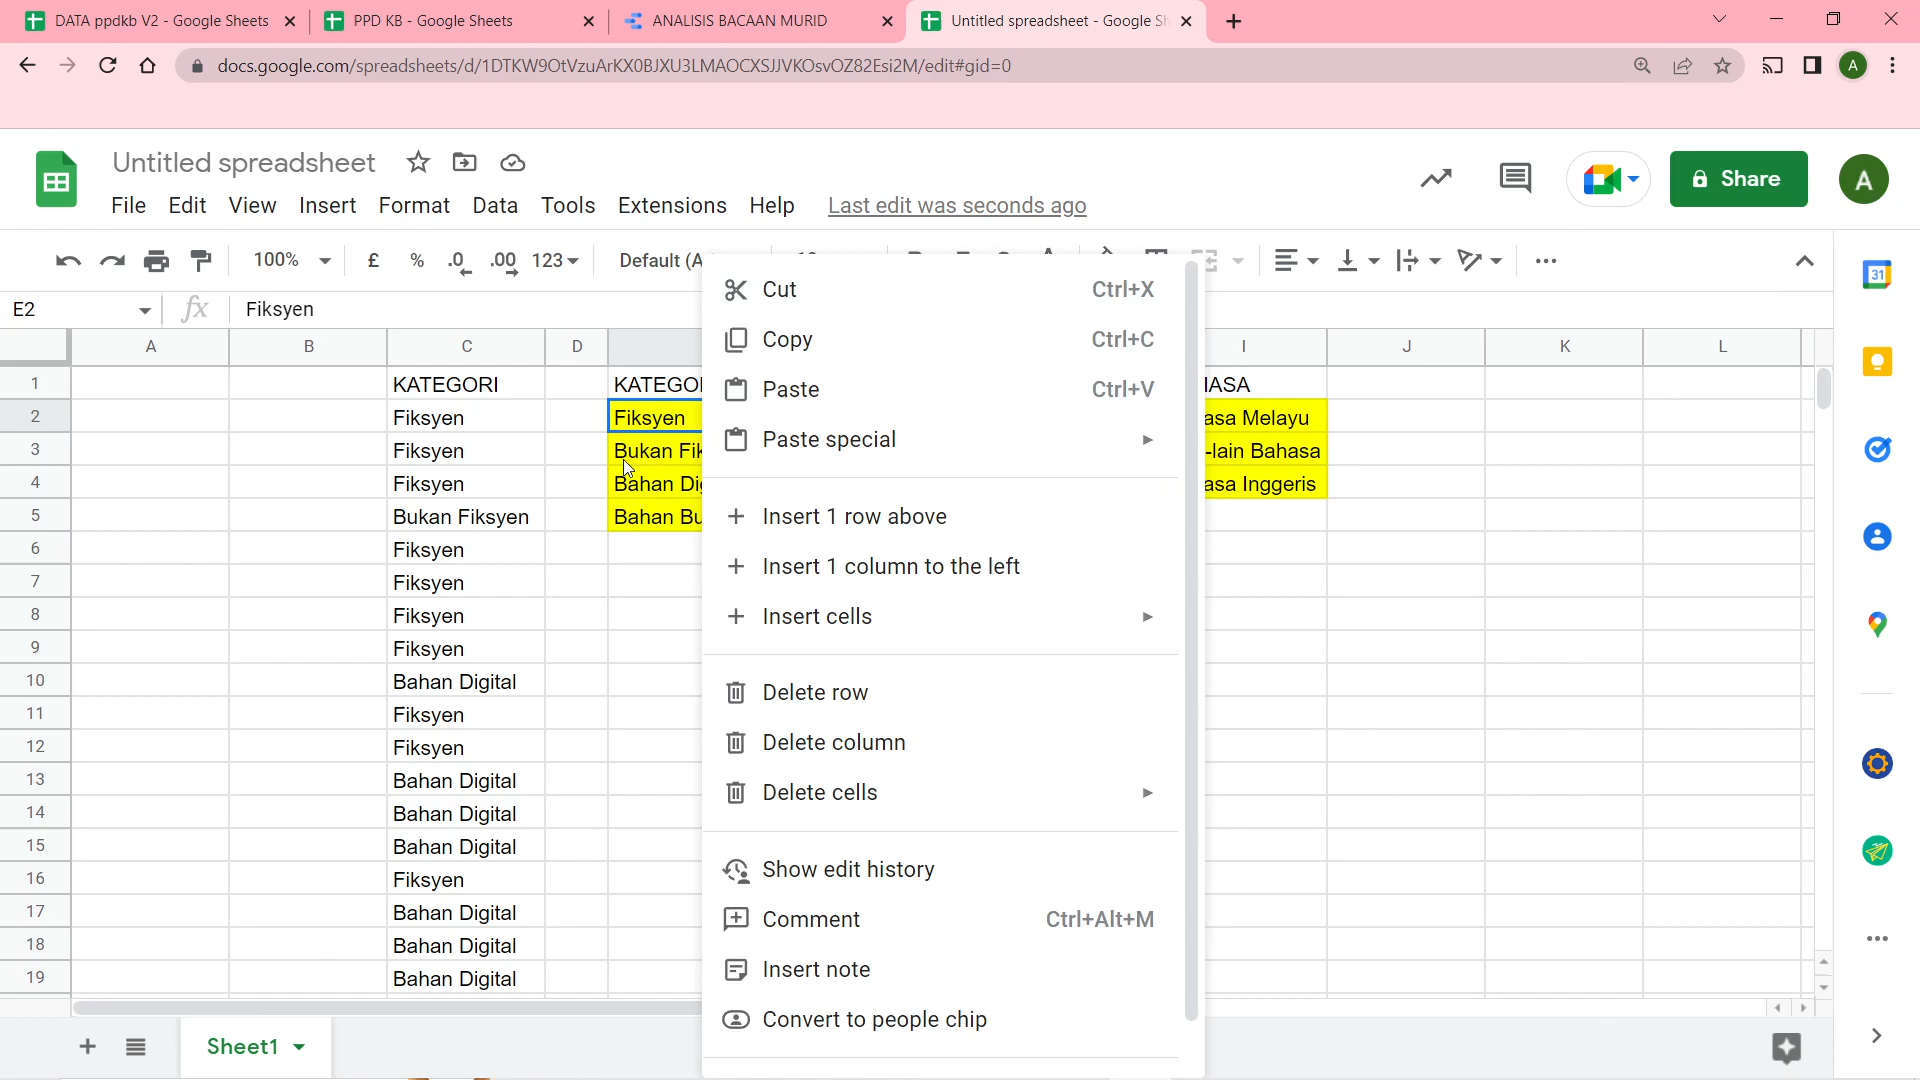 DATA ppdkb V2 - Google Sheets
PPD KB - Google Sheets
ANALISIS BACAAN MURID
Untitled spreadsheet - Google Sh
docs.google.com/spreadsheets/d/1DTKW9OtVzuArKX0BJXU3LMAOCXSJJVKOsvOZ82Esi2M/edit#gid=0
A
Untitled spreadsheet
File Edit View Insert Format Data Tools Extensions Help Last edit was seconds ago
Share
A
100% £ % .0 .00 123 Default (A
31
E2 fx Fiksyen
A B C D I J K L
1 KATEGORI KATEGO IASA
2 Fiksyen Fiksyen asa Melayu
3 Fiksyen Bukan Fik -lain Bahasa
4 Fiksyen Bahan Di asa Inggeris
5 Bukan Fiksyen Bahan Bu
6 Fiksyen
7 Fiksyen
8 Fiksyen
9 Fiksyen
10 Bahan Digital
11 Fiksyen
12 Fiksyen
13 Bahan Digital
14 Bahan Digital
15 Bahan Digital
16 Fiksyen
17 Bahan Digital
18 Bahan Digital
19 Bahan Digital
Cut Ctrl+X
Copy Ctrl+C
Paste Ctrl+V
Paste special
Insert 1 row above
Insert 1 column to the left
Insert cells
Delete row
Delete column
Delete cells
Show edit history
Comment Ctrl+Alt+M
Insert note
Convert to people chip
Sheet1